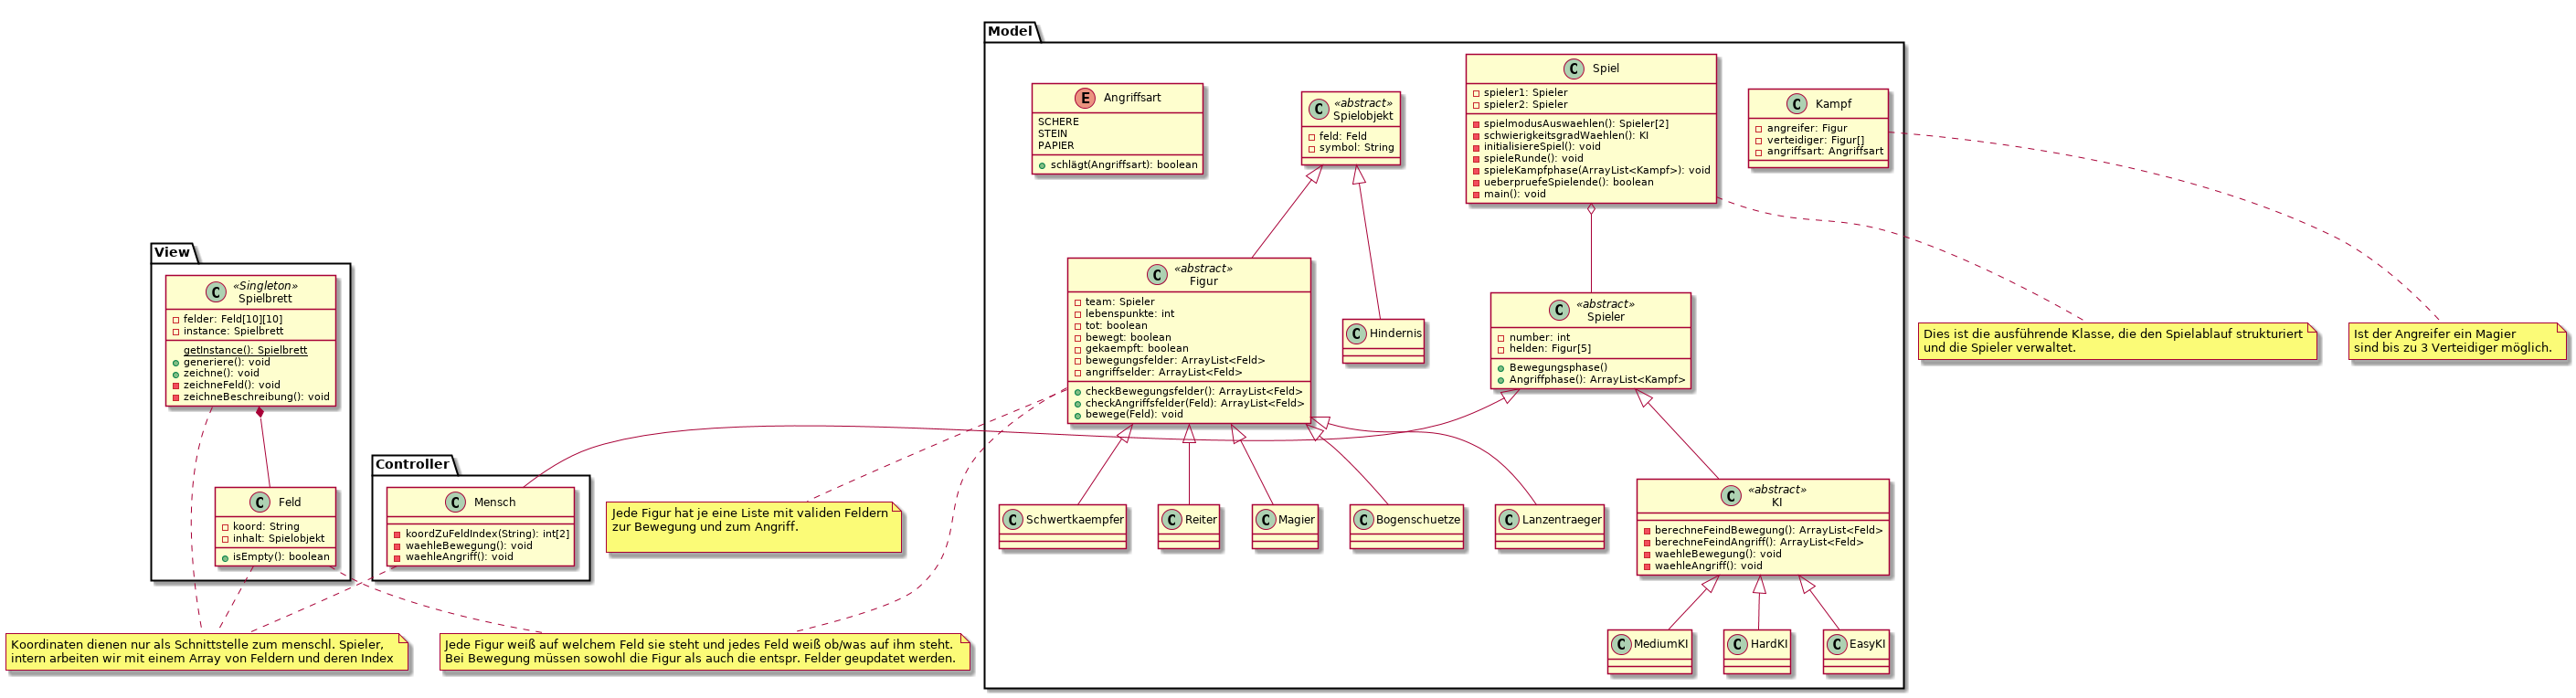 Model
E Angriffsart
SCHERE
STEIN
PAPIER
schlägt(Angriffsart): boolean
C «abstract»
Spielobjekt
feld: Feld
symbol: String
C Spiel
spieler1: Spieler
spieler2: Spieler
spielmodusAuswaehlen(): Spieler[2]
schwierigkeitsgradWaehlen(): KI
initialisiereSpiel(): void
spieleRunde(): void
spieleKampfphase(ArrayList<Kampf>): void
ueberpruefeSpielende(): boolean
main(): void
C Kampf
angreifer: Figur
verteidiger: Figur[]
angriffsart: Angriffsart
View
C «Singleton»
Spielbrett
felder: Feld[10][10]
instance: Spielbrett
getInstance(): Spielbrett
generiere(): void
zeichne(): void
zeichneFeld(): void
zeichneBeschreibung(): void
C «abstract»
Figur
team: Spieler
lebenspunkte: int
tot: boolean
bewegt: boolean
gekaempft: boolean
bewegungsfelder: ArrayList<Feld>
angriffselder: ArrayList<Feld>
checkBewegungsfelder(): ArrayList<Feld>
checkAngriffsfelder(Feld): ArrayList<Feld>
bewege(Feld): void
C Hindernis
C «abstract»
Spieler
number: int
helden: Figur[5]
Bewegungsphase()
Angriffphase(): ArrayList<Kampf>
Dies ist die ausführende Klasse, die den Spielablauf strukturiert
und die Spieler verwaltet.
Ist der Angreifer ein Magier
sind bis zu 3 Verteidiger möglich.
Controller
C Feld
koord: String
inhalt: Spielobjekt
isEmpty(): boolean
C Mensch
koordZuFeldIndex(String): int[2]
waehleBewegung(): void
waehleAngriff(): void
Jede Figur hat je eine Liste mit validen Feldern
zur Bewegung und zum Angriff.
C Schwertkaempfer
C Reiter
C Magier
C Bogenschuetze
C Lanzentraeger
C «abstract»
KI
berechneFeindBewegung(): ArrayList<Feld>
berechneFeindAngriff(): ArrayList<Feld>
waehleBewegung(): void
waehleAngriff(): void
Koordinaten dienen nur als Schnittstelle zum menschl. Spieler,
intern arbeiten wir mit einem Array von Feldern und deren Index
Jede Figur weiß auf welchem Feld sie steht und jedes Feld weiß ob/was auf ihm steht.
Bei Bewegung müssen sowohl die Figur als auch die entspr. Felder geupdatet werden.
C MediumKI
C HardKI
C EasyKI